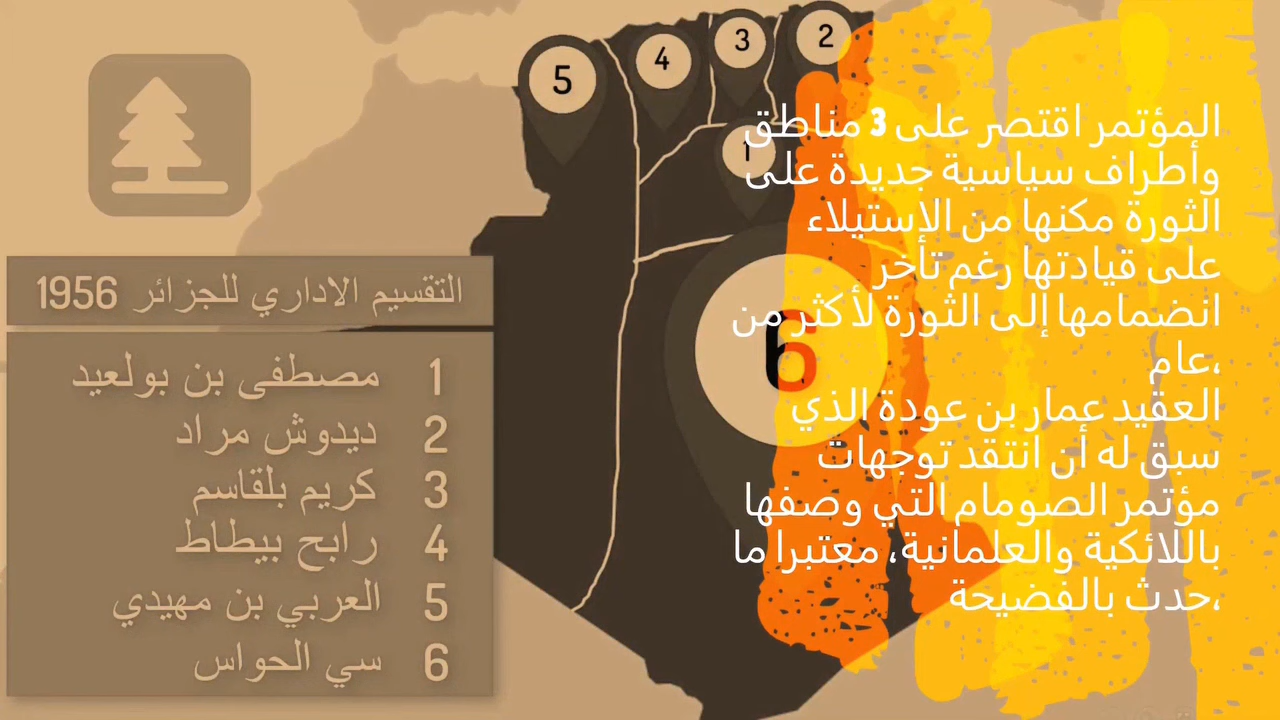 5
4
3
2
1
6
المؤتمر اقتضر على 3 مناطق
وأطراف سياسية جديدة على
الثورة مكنها من الإستيلاء
على قيادتها رغم تأخر
انضمامها إلى الثورة لأكثر من
عام،
العقيد عمار بن عودة الذي
سبق له أن انتقد توجهات
مؤتمر الصومام التي وصفها
باللائكية والعلمانية، معتبرا ما
حدث بالفضيحة،
التقسيم الاداري للجزائر 1956
1 مصطفى بن بولعيد
2 ديدوش مراد
3 كريم بلقاسم
4 رابح بيطاط
5 العربي بن مهيدي
6 سي الحواس